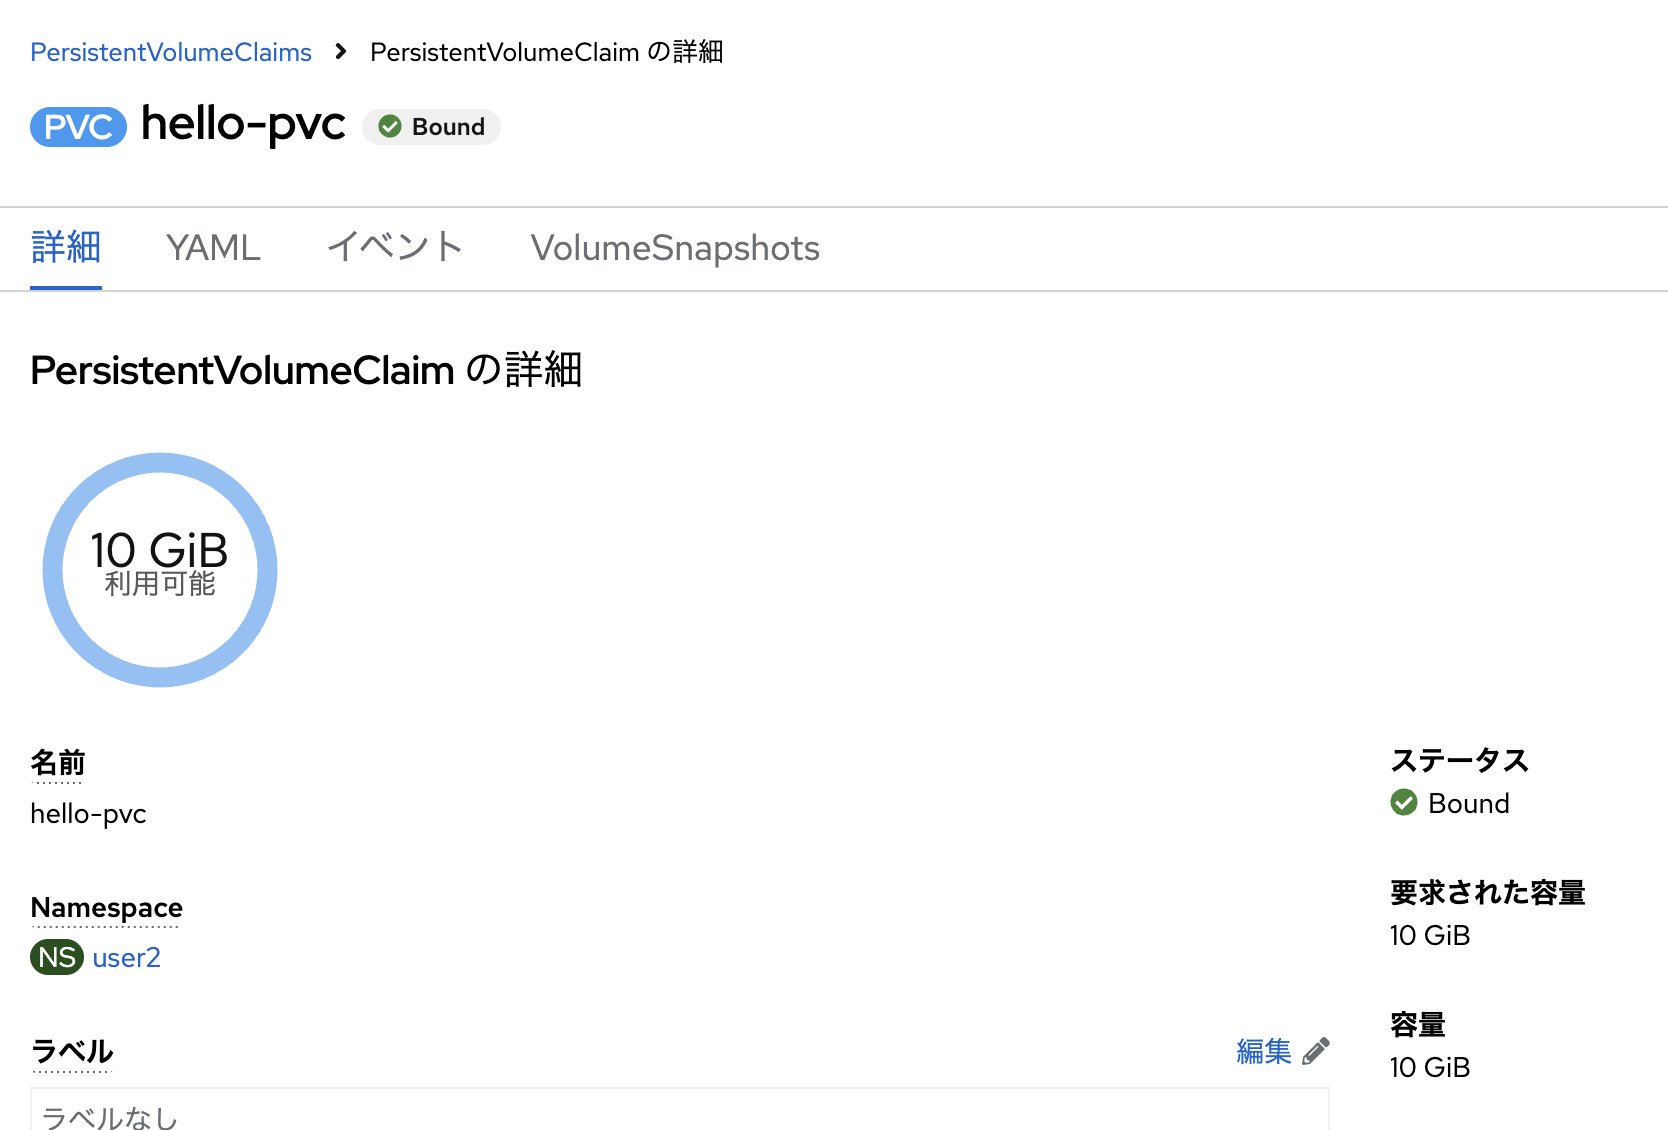 PersistentVolumeClaims > PersistentVolumeClaim の詳細
PVC hello-pvc Bound
詳細 YAML イベント VolumeSnapshots
PersistentVolumeClaim の詳細
10 GiB
利用可能
名前
hello-pvc
Namespace
NS user2
ラベル 編集
ラベルなし
ステータス
Bound
要求された容量
10 GiB
容量
10 GiB